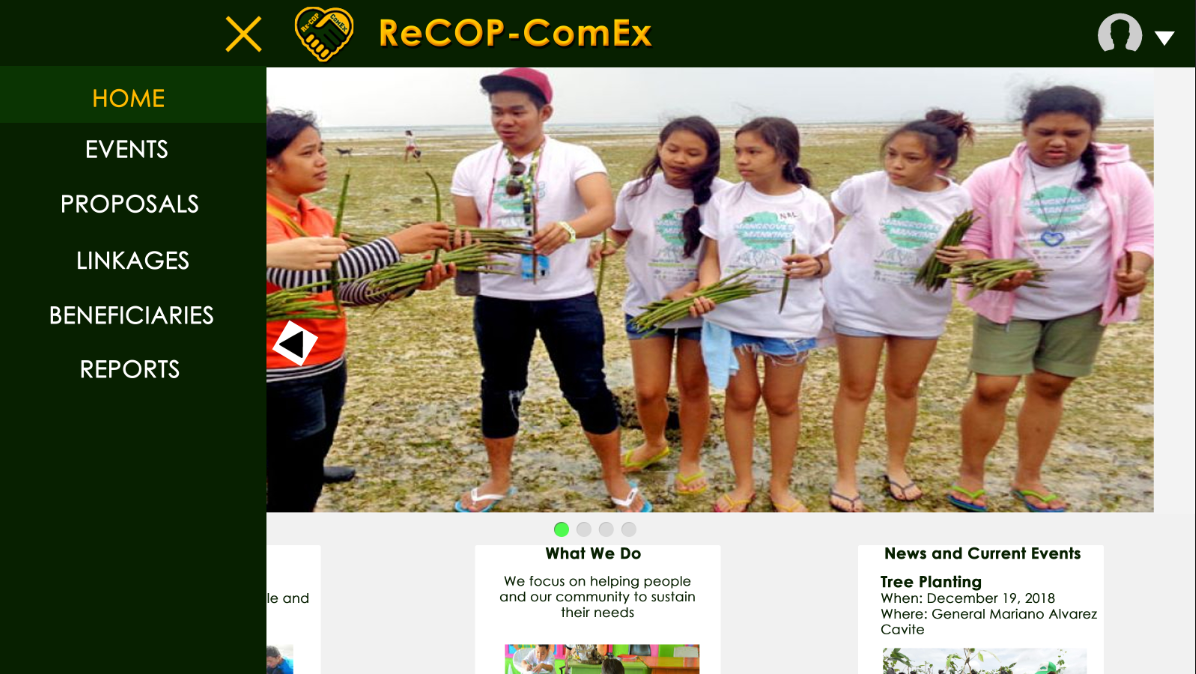 ReCOP-ComEx
HOME
EVENTS
PROPOSALS
LINKAGES
BENEFICIARIES
REPORTS
MANGROVES
MANGROVES
le and
What We Do
We focus on helping people
and our community to sustain
their needs
News and Current Events
Tree Planting
When: December 19, 2018
Where: General Mariano Alvarez
Cavite